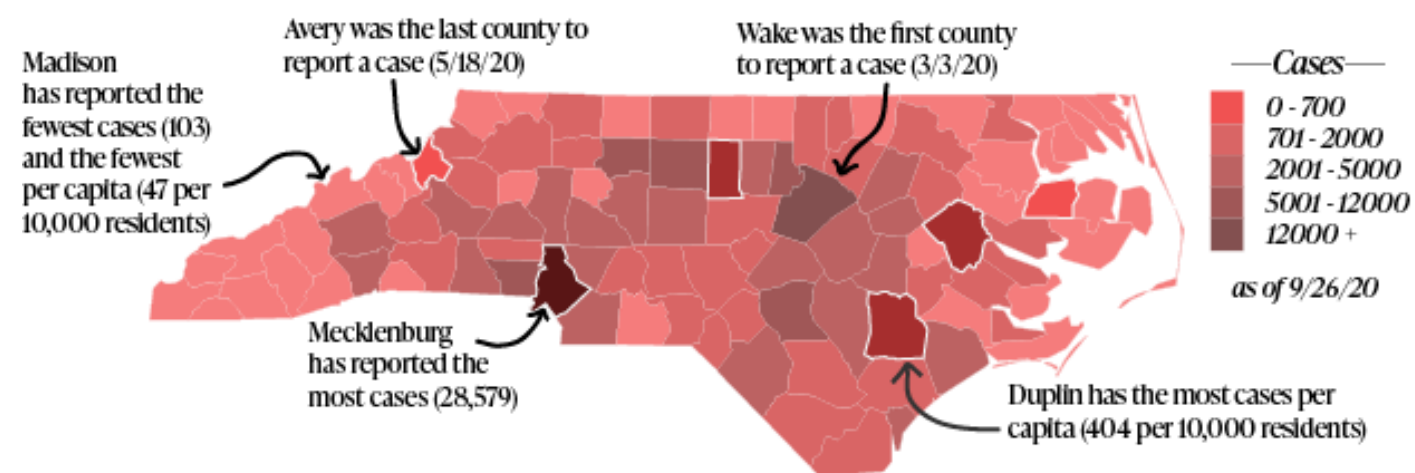 Madison
has reported the
fewest cases (103)
and the fewest
per capita (47 per
10,000 residents)
Avery was the last county to
report a case (5/18/20)
Wake was the first county
to report a case (3/3/20)
Cases
0 - 700
701 - 2000
2001 - 5000
5001 - 12000
12000 +
as of 9/26/20
Mecklenburg
has reported the
most cases (28,579)
Duplin has the most cases per
capita (404 per 10,000 residents)